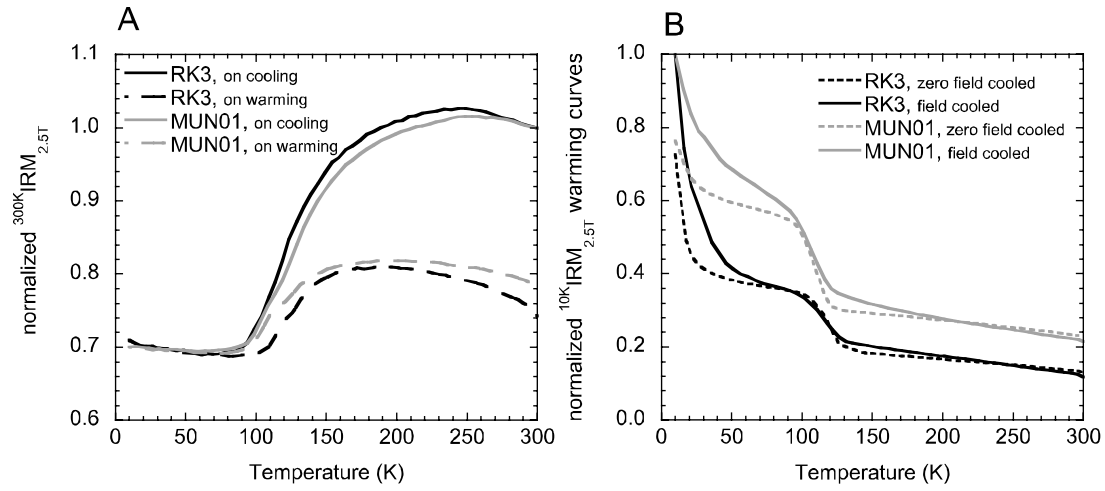 A
normalized 300KIRM2.5T
1.1
1.0
0.9
0.8
0.7
0.6
RK3, on cooling
RK3, on warming
MUN01, on cooling
MUN01, on warming
0 50 100 150 200 250 300
Temperature (K)
B
normalized 10KIRM2.5T warming curves
1.0
0.8
0.6
0.4
0.2
0.0
RK3, zero field cooled
RK3, field cooled
MUN01, zero field cooled
MUN01, field cooled
0 50 100 150 200 250 300
Temperature (K)